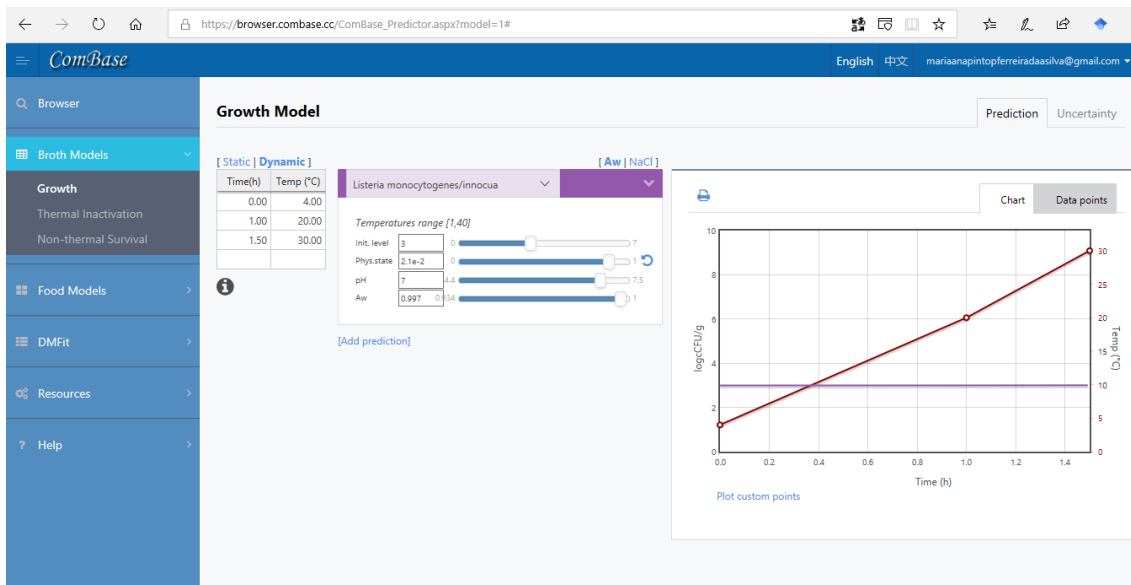 https://browser.combase.cc/ComBase_Predictor.aspx?model=1#
ComBase
English 中文 mariaanapintopferreiradaasilva@gmail.com
Browser
Broth Models
Growth
Thermal Inactivation
Non-thermal Survival
Food Models
DMFit
Resources
Help
Growth Model
Prediction Uncertainty
[ Static | Dynamic ]
Time(h) Temp (°C)
0.00 4.00
1.00 20.00
1.50 30.00
[ Aw | NaCl ]
Listeria monocytogenes/innocua
Temperatures range [1,40]
Init. level 3 0 7
Phys.state 2.1e-2 0 1
pH 7 4.4 7.5
Aw 0.997 0.934 1
[Add prediction]
Chart Data points
10
8
6
4
2
0
logcCFU/g
30
25
20
15
10
5
0
Temp (°C)
0.0 0.2 0.4 0.6 0.8 1.0 1.2 1.4
Time (h)
Plot custom points